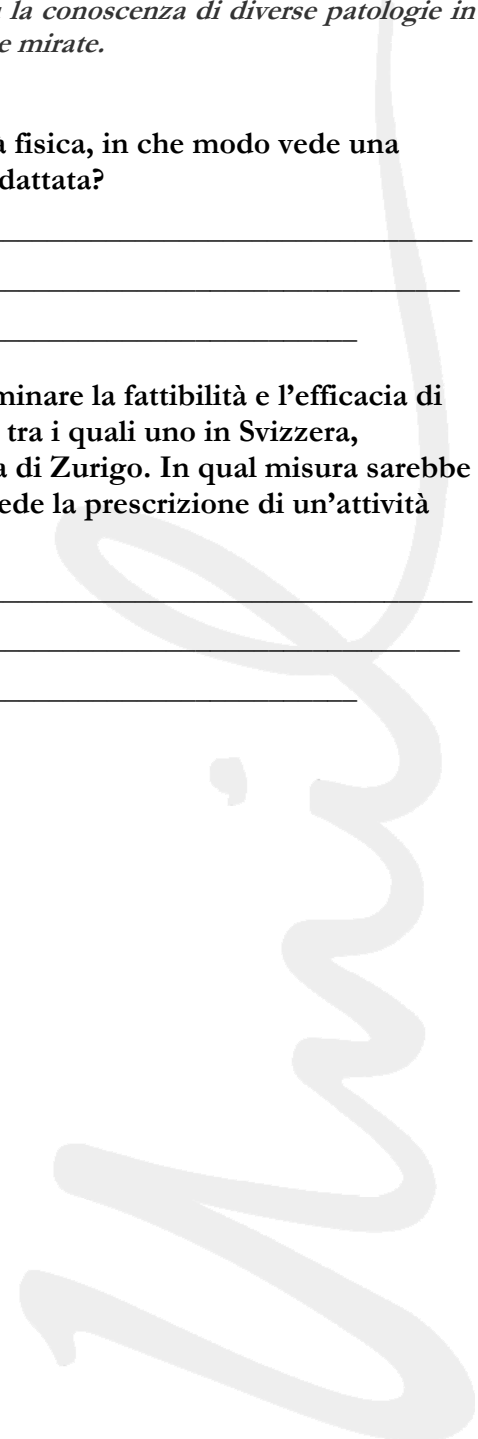 la conoscenza di diverse patologie in
e mirate.
à fisica, in che modo vede una
dattata?
minare la fattibilità e l’efficacia di
tra i quali uno in Svizzera,
a di Zurigo. In qual misura sarebbe
ede la prescrizione di un’attività
Unil